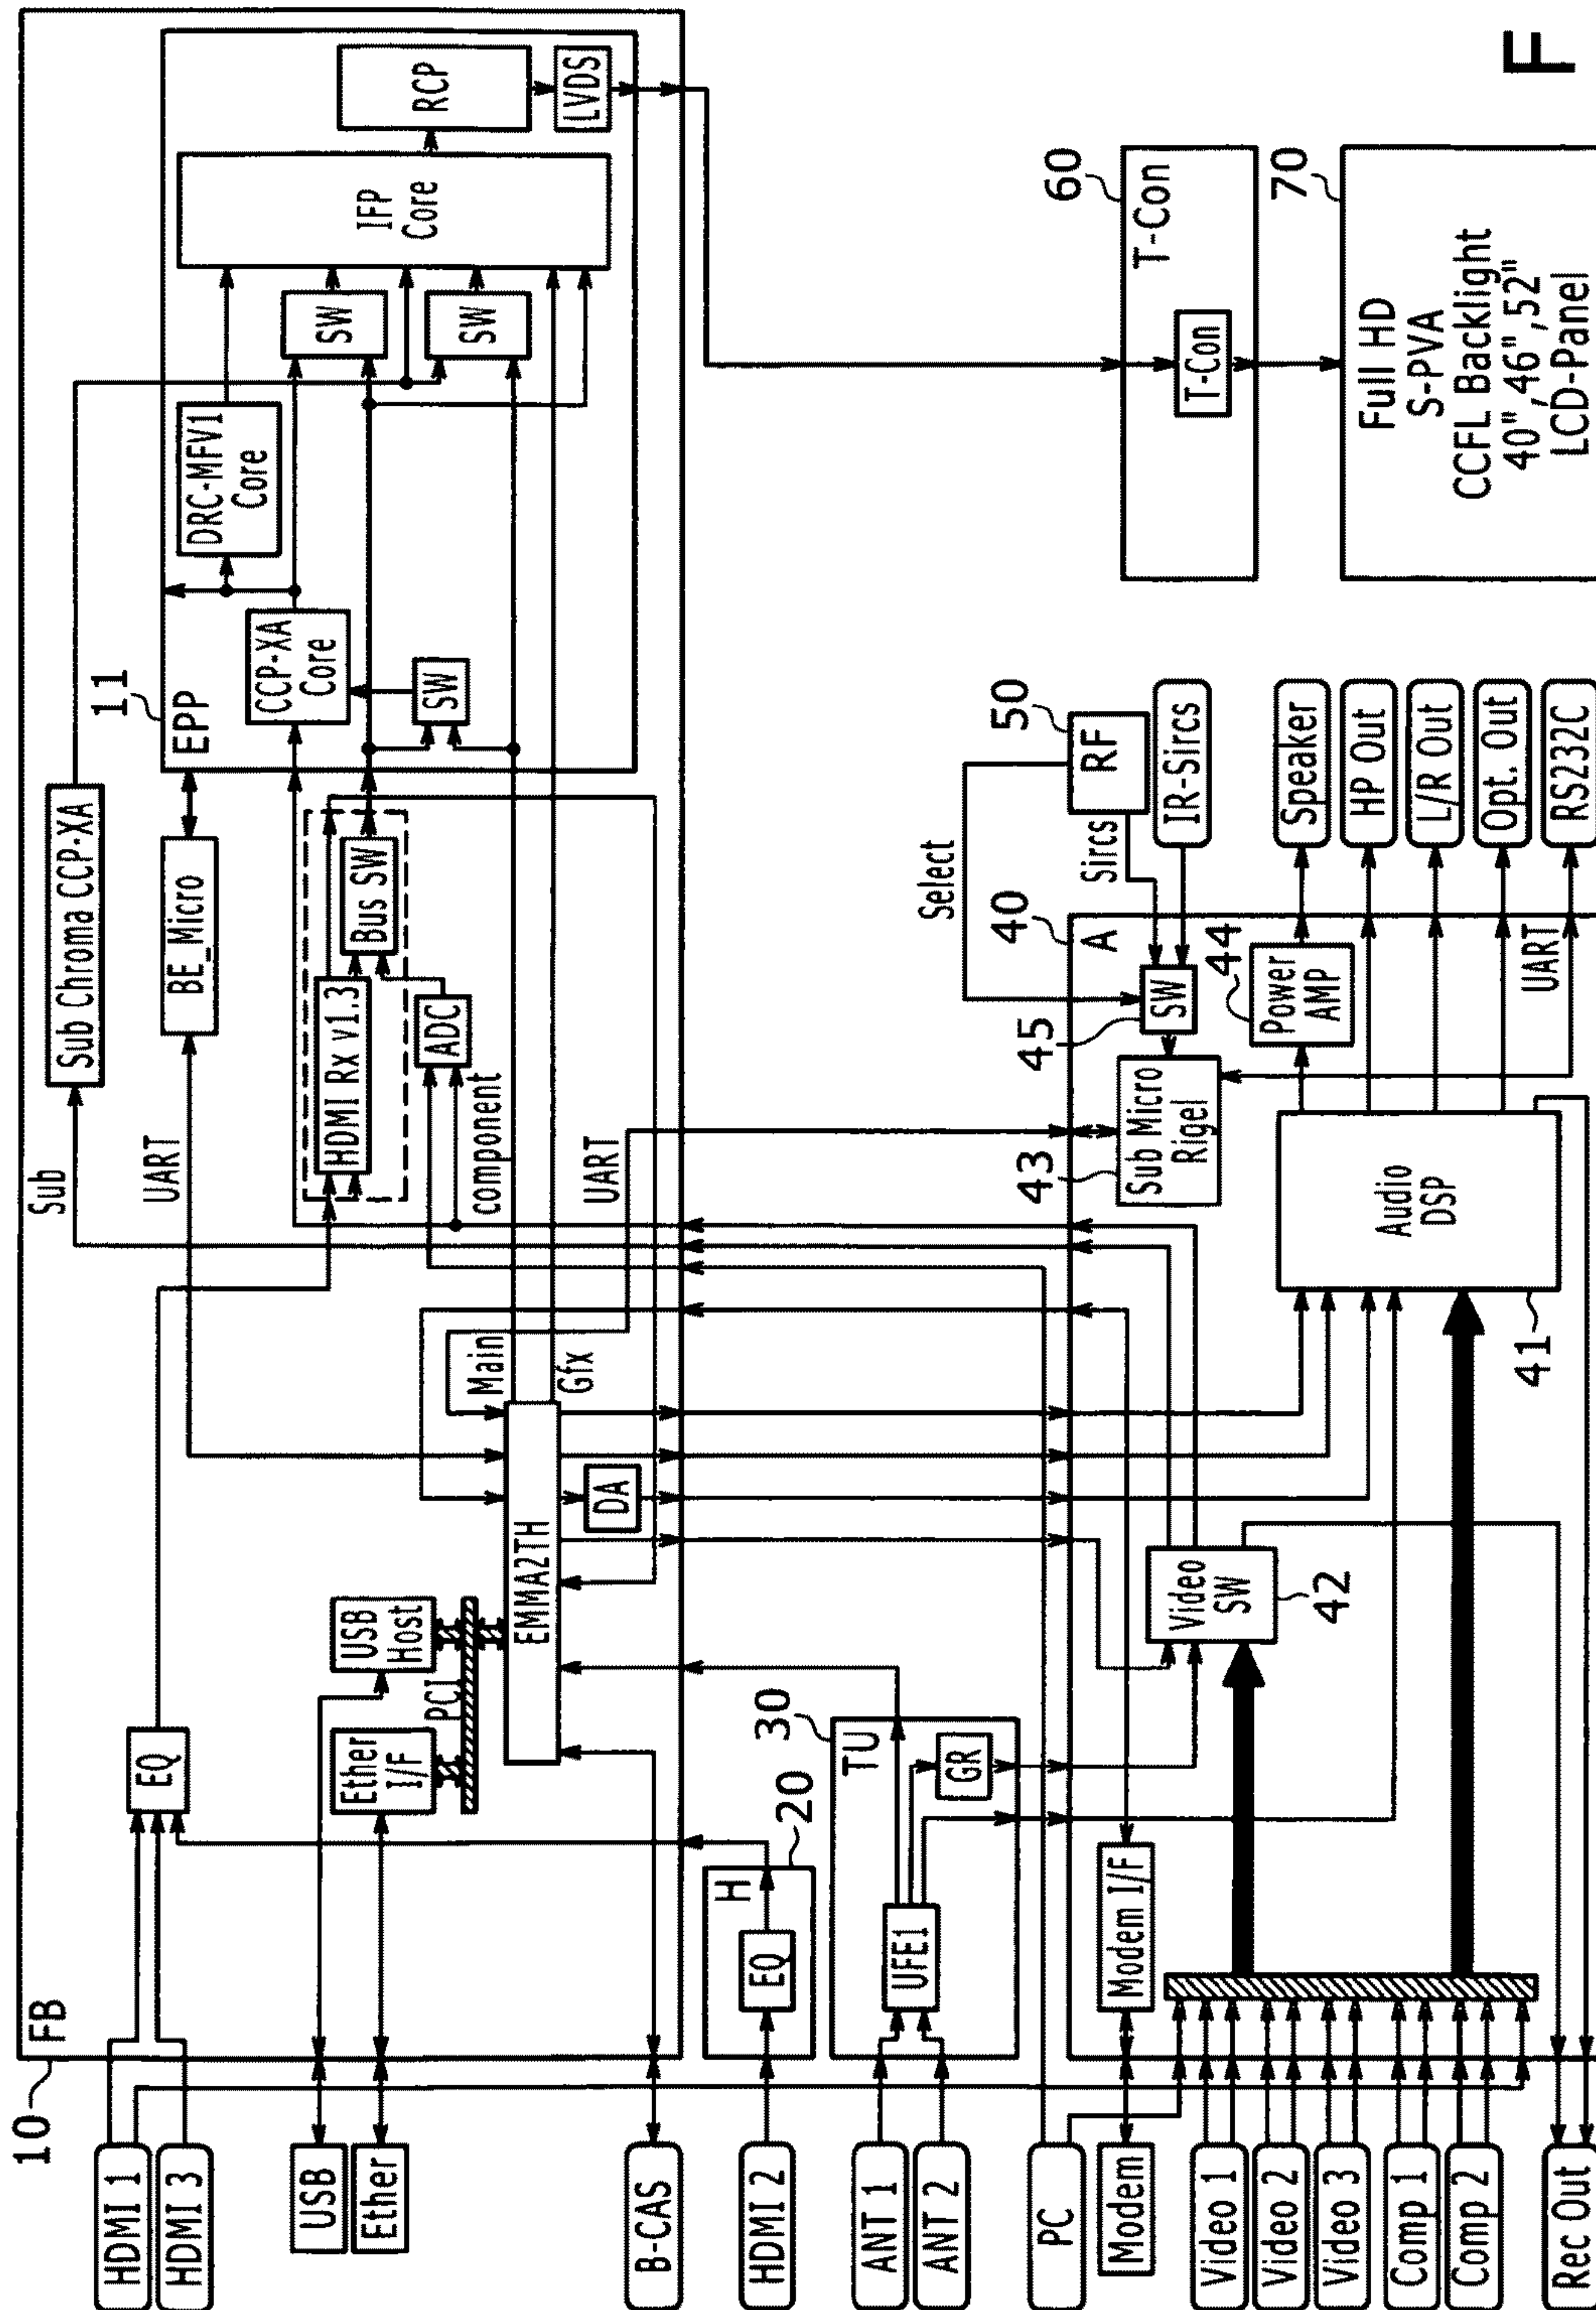 10
FB
HDMI 1
HDMI 3
EQ
USB
Ether
Ether
I/F
USB
Host
PCI
B-CAS
EMMA2TH
DA
Main
Gfx
Sub
UART
Sub Chroma CCP-XA
BE_Micro
HDMI Rx v1.3
Bus SW
ADC
component
UART
11
EPP
CCP-XA
Core
SW
DRC-MFV1
Core
SW
SW
IFP
Core
RCP
LVDS
HDMI 2
H
EQ
20
ANT 1
ANT 2
TU
30
UFE1
GR
PC
Modem
Modem I/F
Video 1
Video 2
Video 3
Comp 1
Comp 2
Rec Out
Video
SW
42
41
Audio
DSP
43
Sub Micro
Rigel
45
SW
40
A
44
Power
AMP
UART
Select
Sircs
50
RF
IR-Sircs
Speaker
HP Out
L/R Out
Opt. Out
RS232C
60
T-Con
T-Con
70
Full HD
S-PVA
CCFL Backlight
40",46",52"
LCD-Panel
F